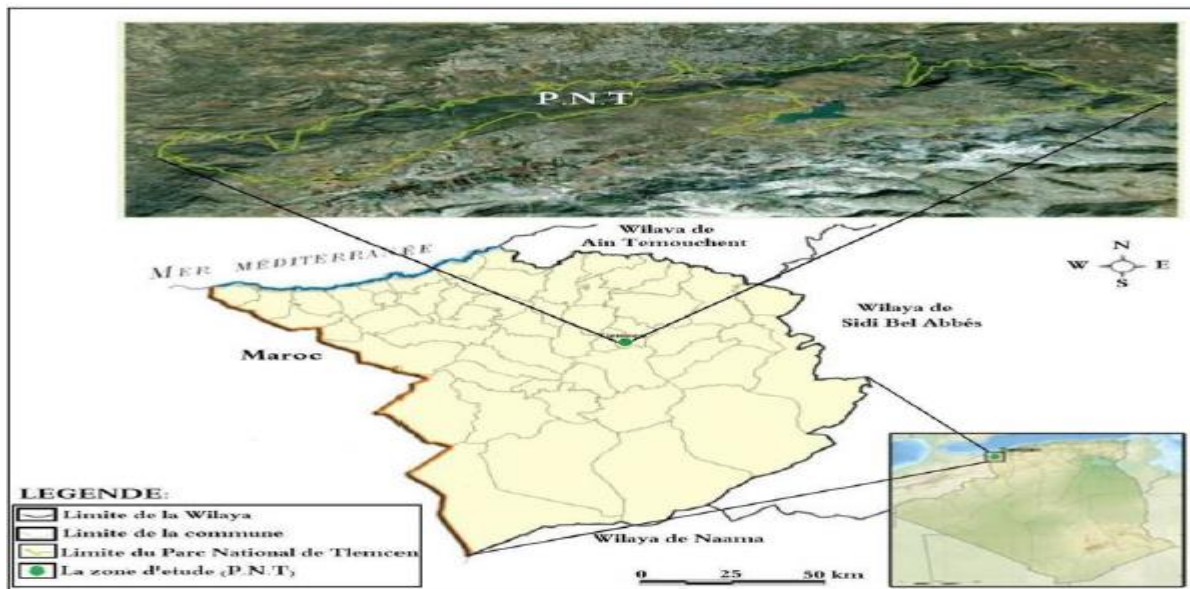 P.N.T
Wilaya de
Ain Temouchent
MER MÉDITERRANÉE
N
W E
S
Wilaya de
Sidi Bel Abbés
Maroc
LEGENDE:
Limite de la Wilaya
Limite de la commune
Limite du Parc National de Tlemcen
La zone d'etude (P.N.T)
Wilaya de Naama
0 25 50 km